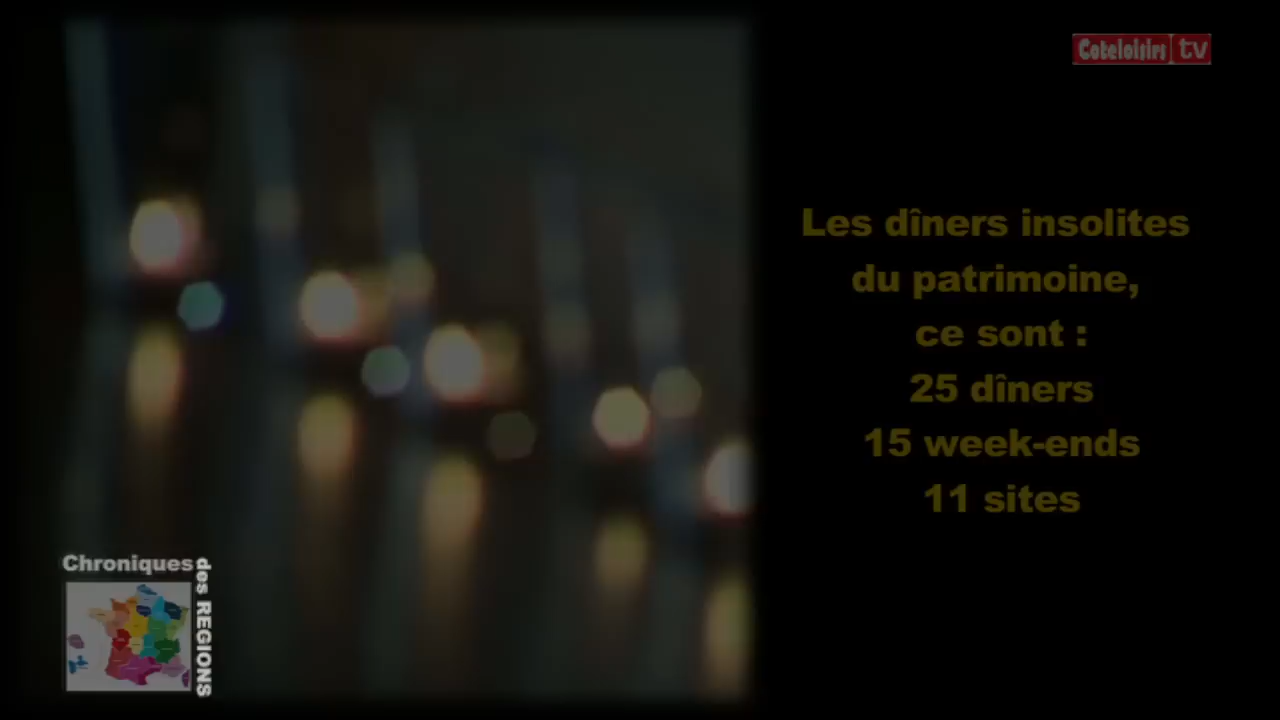 Coteloisirs tv
Les dîners insolites
du patrimoine,
ce sont :
25 dîners
15 week-ends
11 sites
Chroniques
des REGIONS